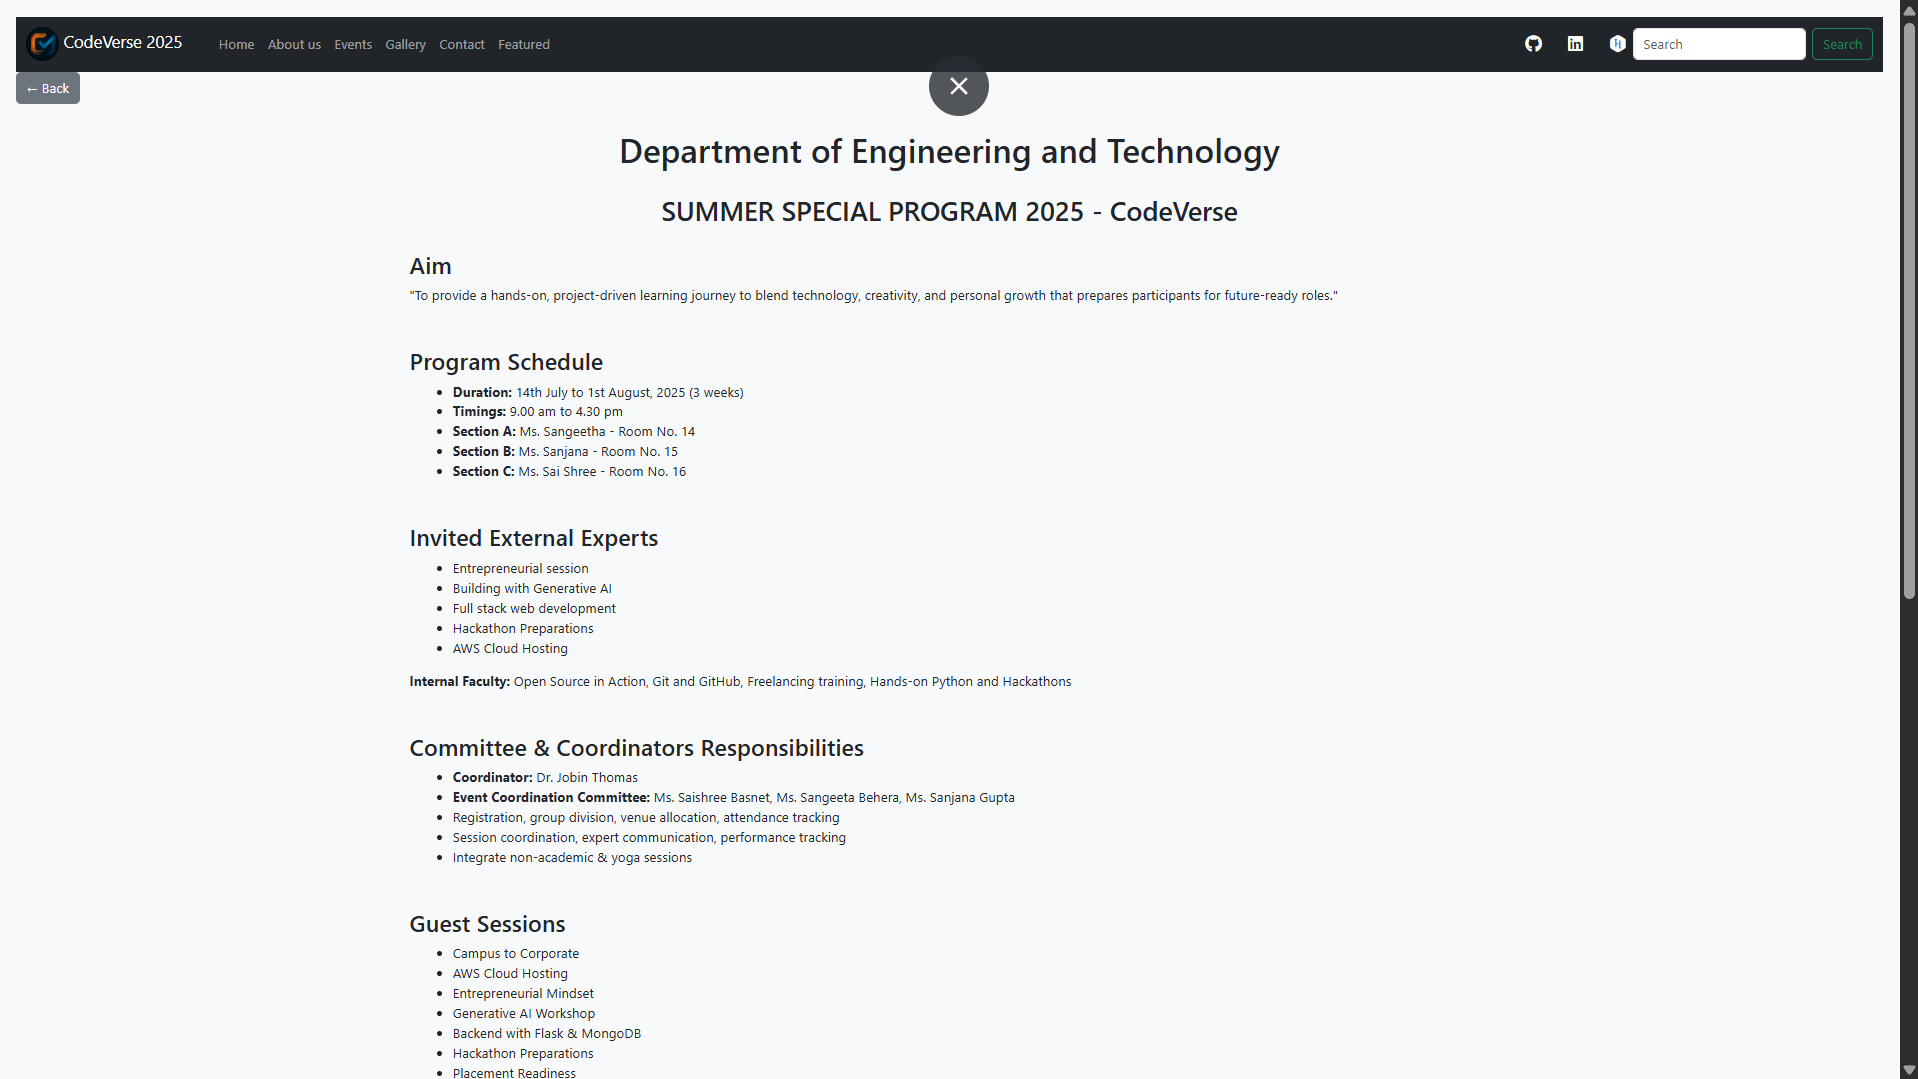 CodeVerse 2025 Home About us Events Gallery Contact Featured Search Search
← Back
Department of Engineering and Technology
SUMMER SPECIAL PROGRAM 2025 - CodeVerse
Aim
"To provide a hands-on, project-driven learning journey to blend technology, creativity, and personal growth that prepares participants for future-ready roles."
Program Schedule
• Duration: 14th July to 1st August, 2025 (3 weeks)
• Timings: 9.00 am to 4.30 pm
• Section A: Ms. Sangeetha - Room No. 14
• Section B: Ms. Sanjana - Room No. 15
• Section C: Ms. Sai Shree - Room No. 16
Invited External Experts
• Entrepreneurial session
• Building with Generative AI
• Full stack web development
• Hackathon Preparations
• AWS Cloud Hosting
Internal Faculty: Open Source in Action, Git and GitHub, Freelancing training, Hands-on Python and Hackathons
Committee & Coordinators Responsibilities
• Coordinator: Dr. Jobin Thomas
• Event Coordination Committee: Ms. Saishree Basnet, Ms. Sangeeta Behera, Ms. Sanjana Gupta
• Registration, group division, venue allocation, attendance tracking
• Session coordination, expert communication, performance tracking
• Integrate non-academic & yoga sessions
Guest Sessions
• Campus to Corporate
• AWS Cloud Hosting
• Entrepreneurial Mindset
• Generative AI Workshop
• Backend with Flask & MongoDB
• Hackathon Preparations
• Placement Readiness